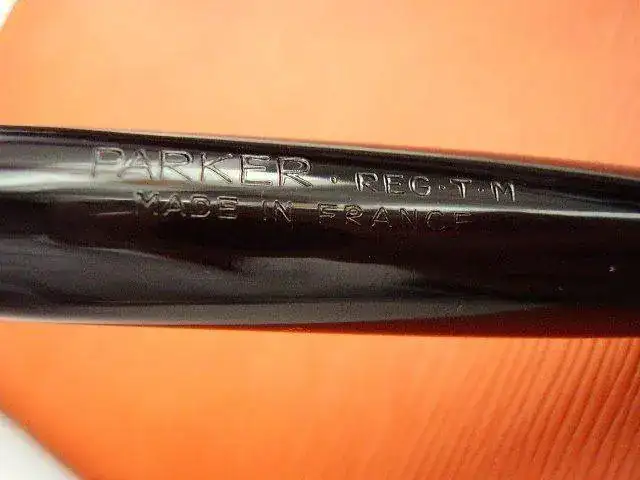 PARKER · REG · T · M
MADE IN FRANCE